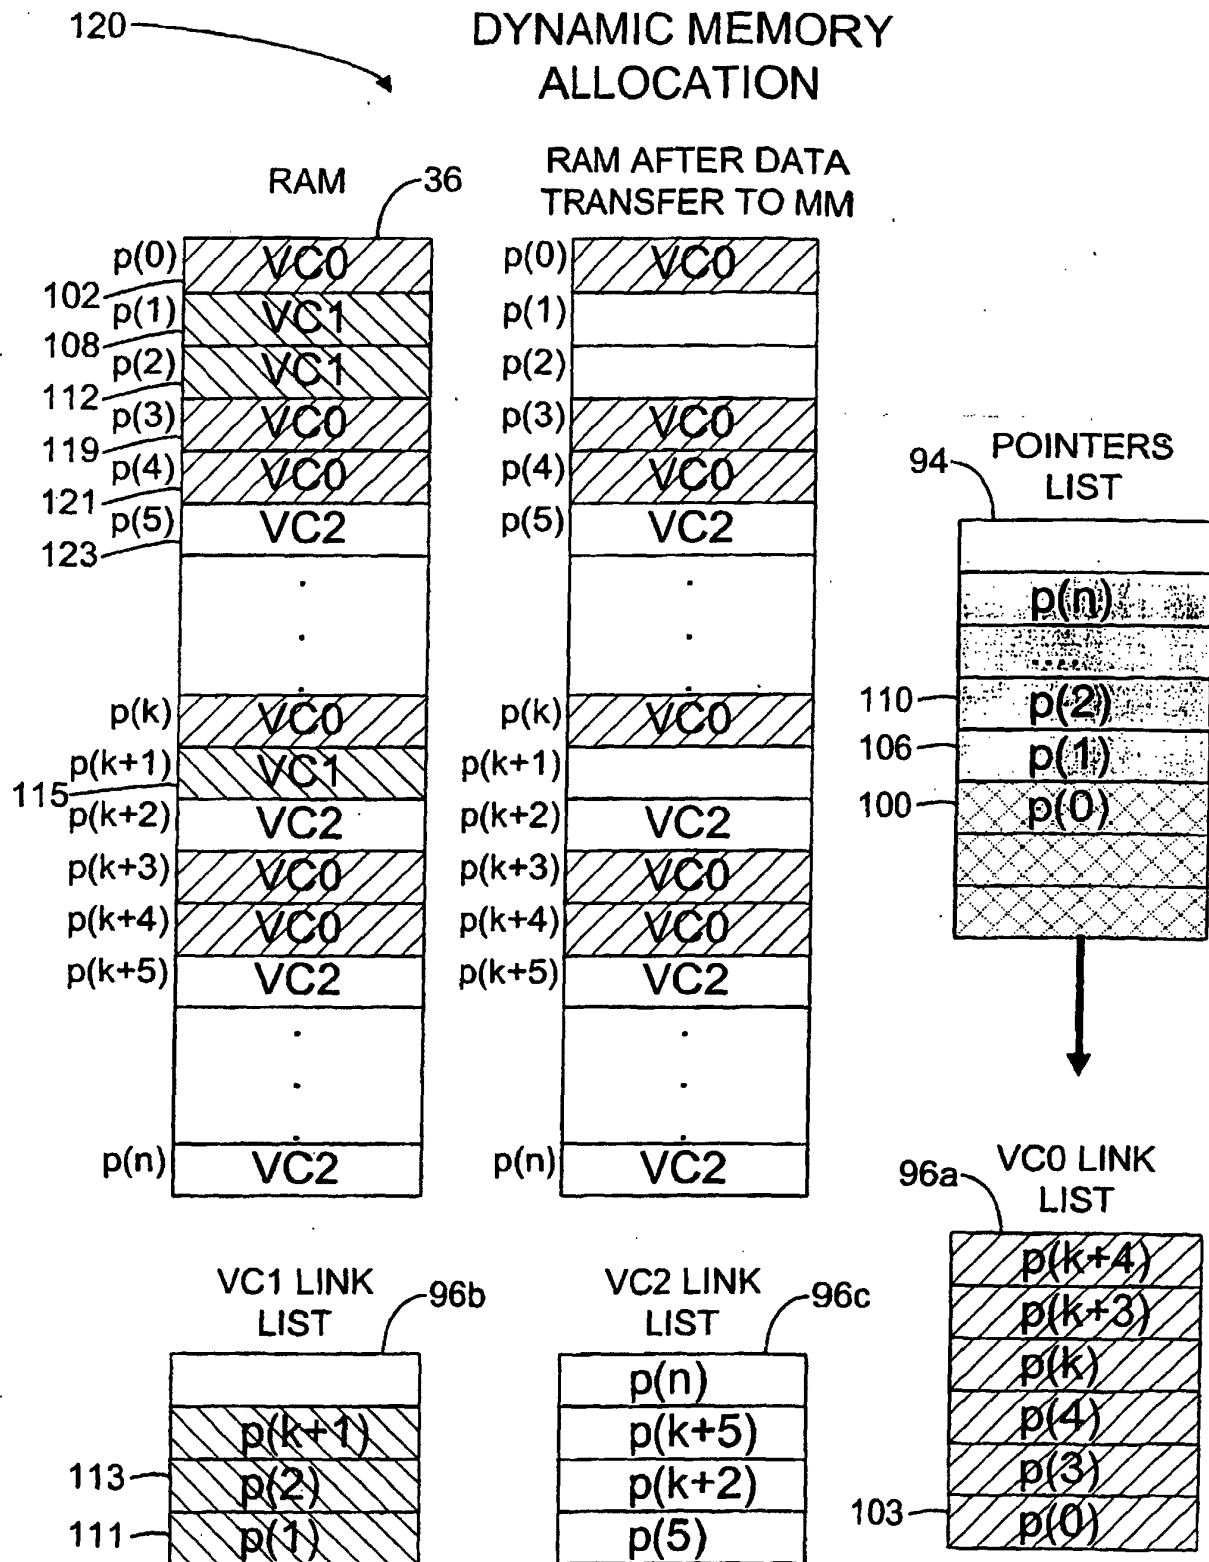 120
DYNAMIC MEMORY
ALLOCATION
RAM
36
RAM AFTER DATA
TRANSFER TO MM
p(0) VC0
102
p(1) VC1
108
p(2) VC1
112
p(3) VC0
119
p(4) VC0
121
p(5) VC2
123
p(k) VC0
p(k+1) VC1
115
p(k+2) VC2
p(k+3) VC0
p(k+4) VC0
p(k+5) VC2
p(n) VC2
p(0) VC0
p(1)
p(2)
p(3) VC0
p(4) VC0
p(5) VC2
p(k) VC0
p(k+1)
p(k+2) VC2
p(k+3) VC0
p(k+4) VC0
p(k+5) VC2
p(n) VC2
94
POINTERS
LIST
p(n)
....
110 p(2)
106 p(1)
100 p(0)
VC1 LINK
LIST
96b
p(k+1)
113 p(2)
111 p(1)
VC2 LINK
LIST
96c
p(n)
p(k+5)
p(k+2)
p(5)
96a
VC0 LINK
LIST
p(k+4)
p(k+3)
p(k)
p(4)
p(3)
103 p(0)